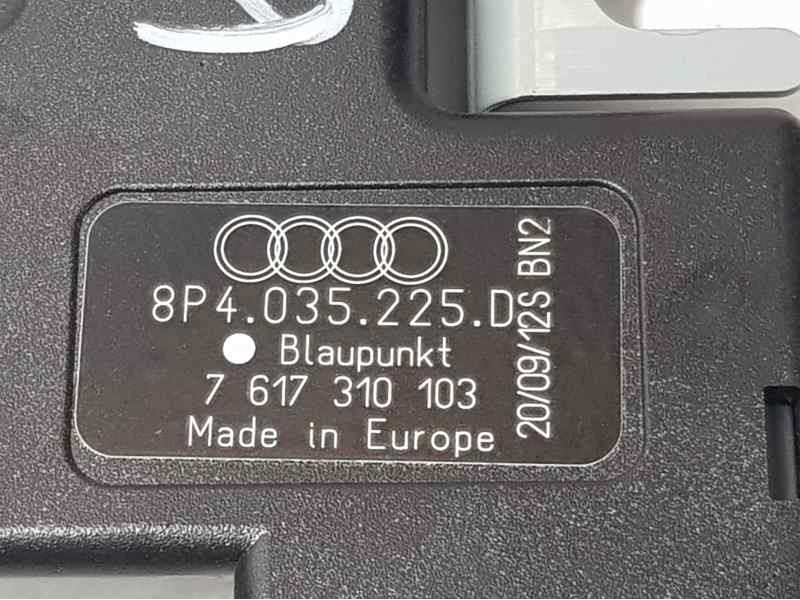 8P4.035.225.D
Blaupunkt
7 617 310 103
Made in Europe
20/09/12S BN2